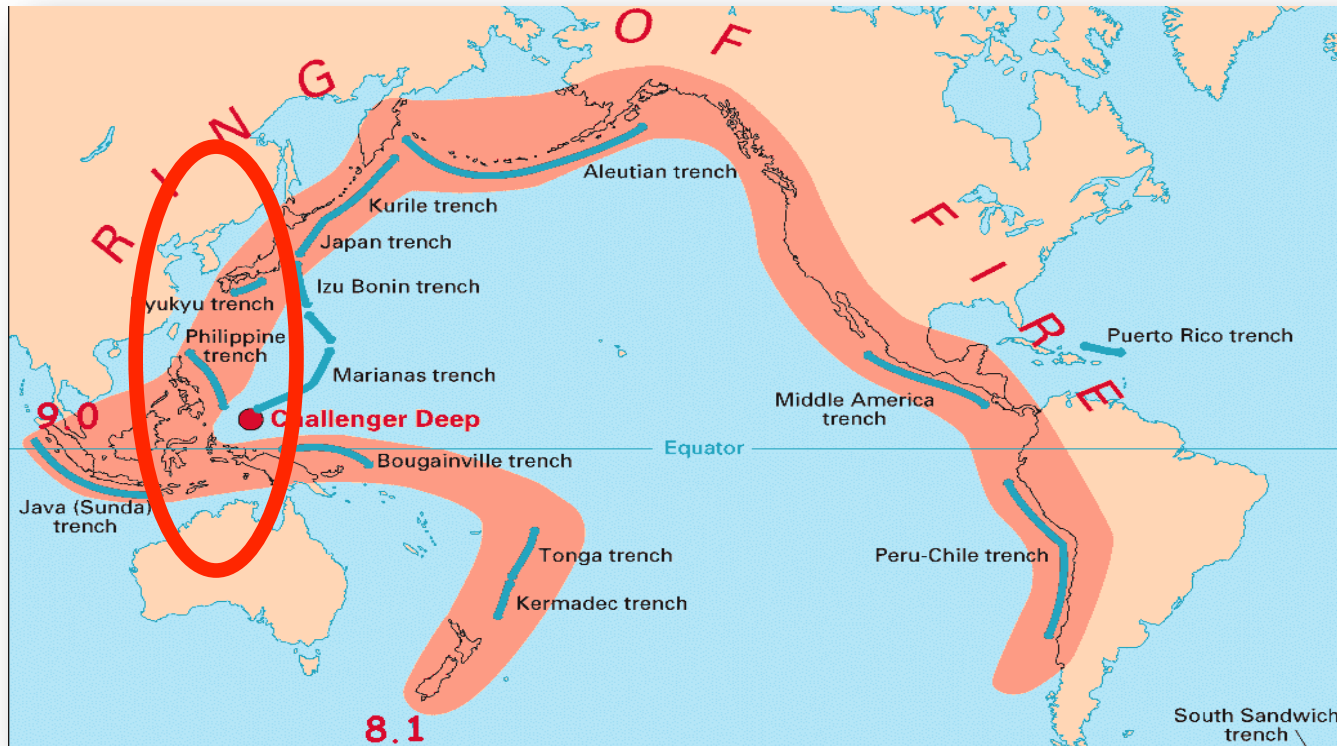 RING OF FIRE
Aleutian trench
Kurile trench
Japan trench
Izu Bonin trench
yukyu trench
Philippine
trench
Marianas trench
Challenger Deep
9.0
Equator
Bougainville trench
Java (Sunda)
trench
Tonga trench
Kermadec trench
8.1
Puerto Rico trench
Middle America
trench
Peru-Chile trench
South Sandwich
trench